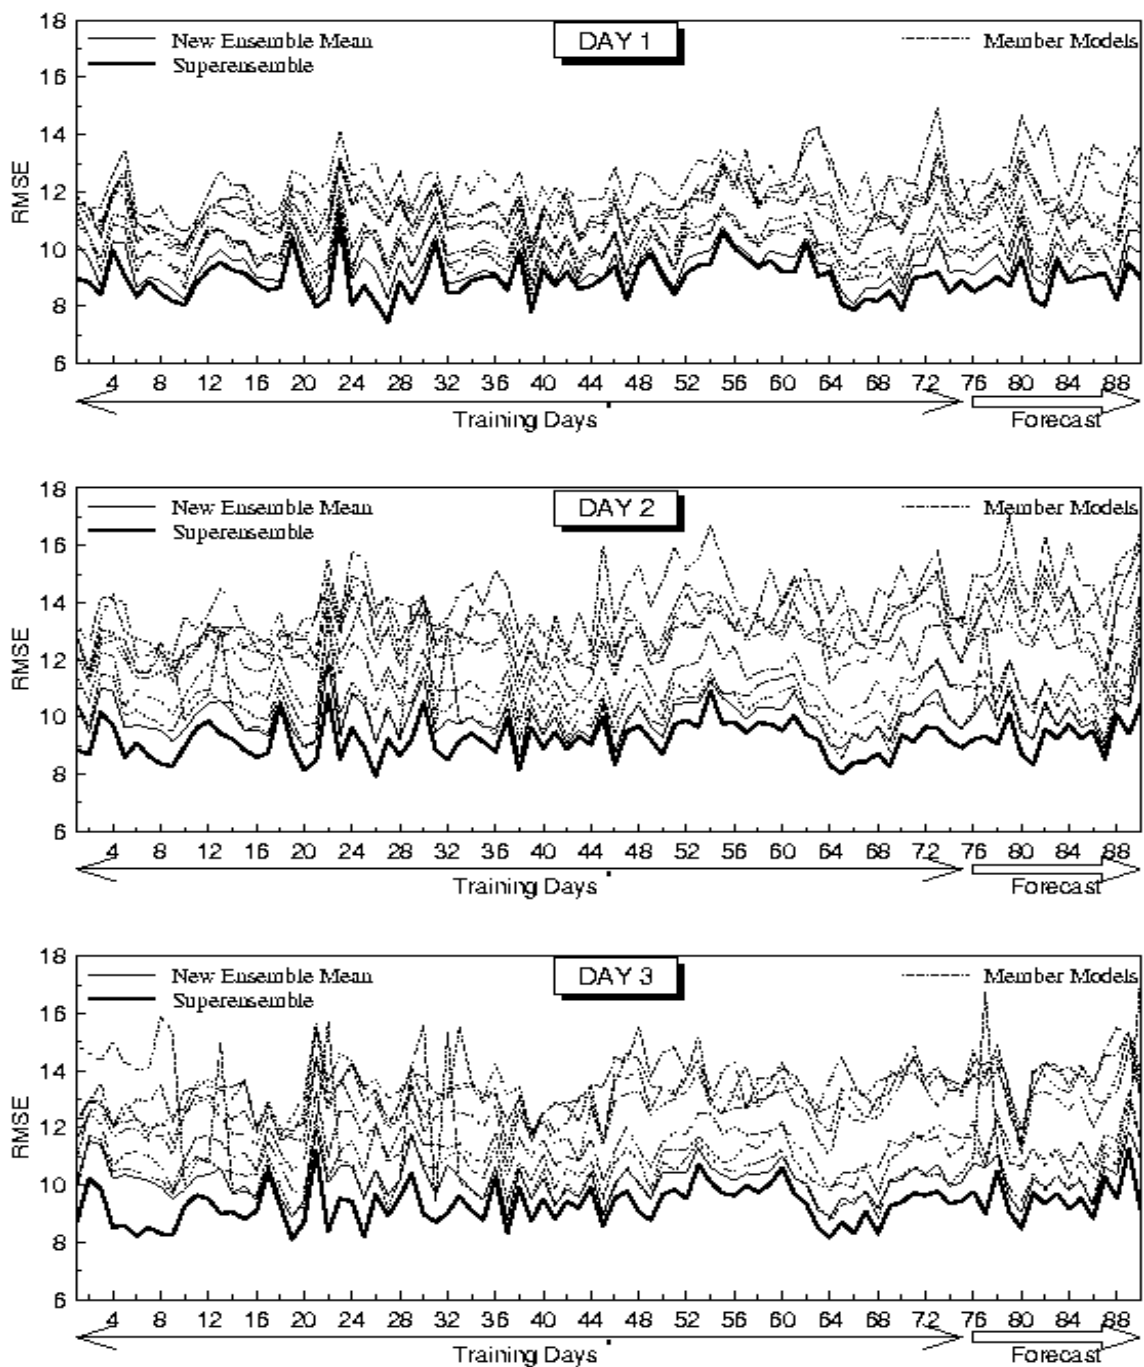 18
New Ensemble Mean DAY 1 Member Models
Superensemble
16
14
12
RMSE
10
8
6
4 8 12 16 20 24 28 32 36 40 44 48 52 56 60 64 68 72 76 80 84 88
Training Days Forecast
18
New Ensemble Mean DAY 2 Member Models
Superensemble
16
14
12
RMSE
10
8
6
4 8 12 16 20 24 28 32 36 40 44 48 52 56 60 64 68 72 76 80 84 88
Training Days Forecast
18
New Ensemble Mean DAY 3 Member Models
Superensemble
16
14
12
RMSE
10
8
6
4 8 12 16 20 24 28 32 36 40 44 48 52 56 60 64 68 72 76 80 84 88
Training Days Forecast